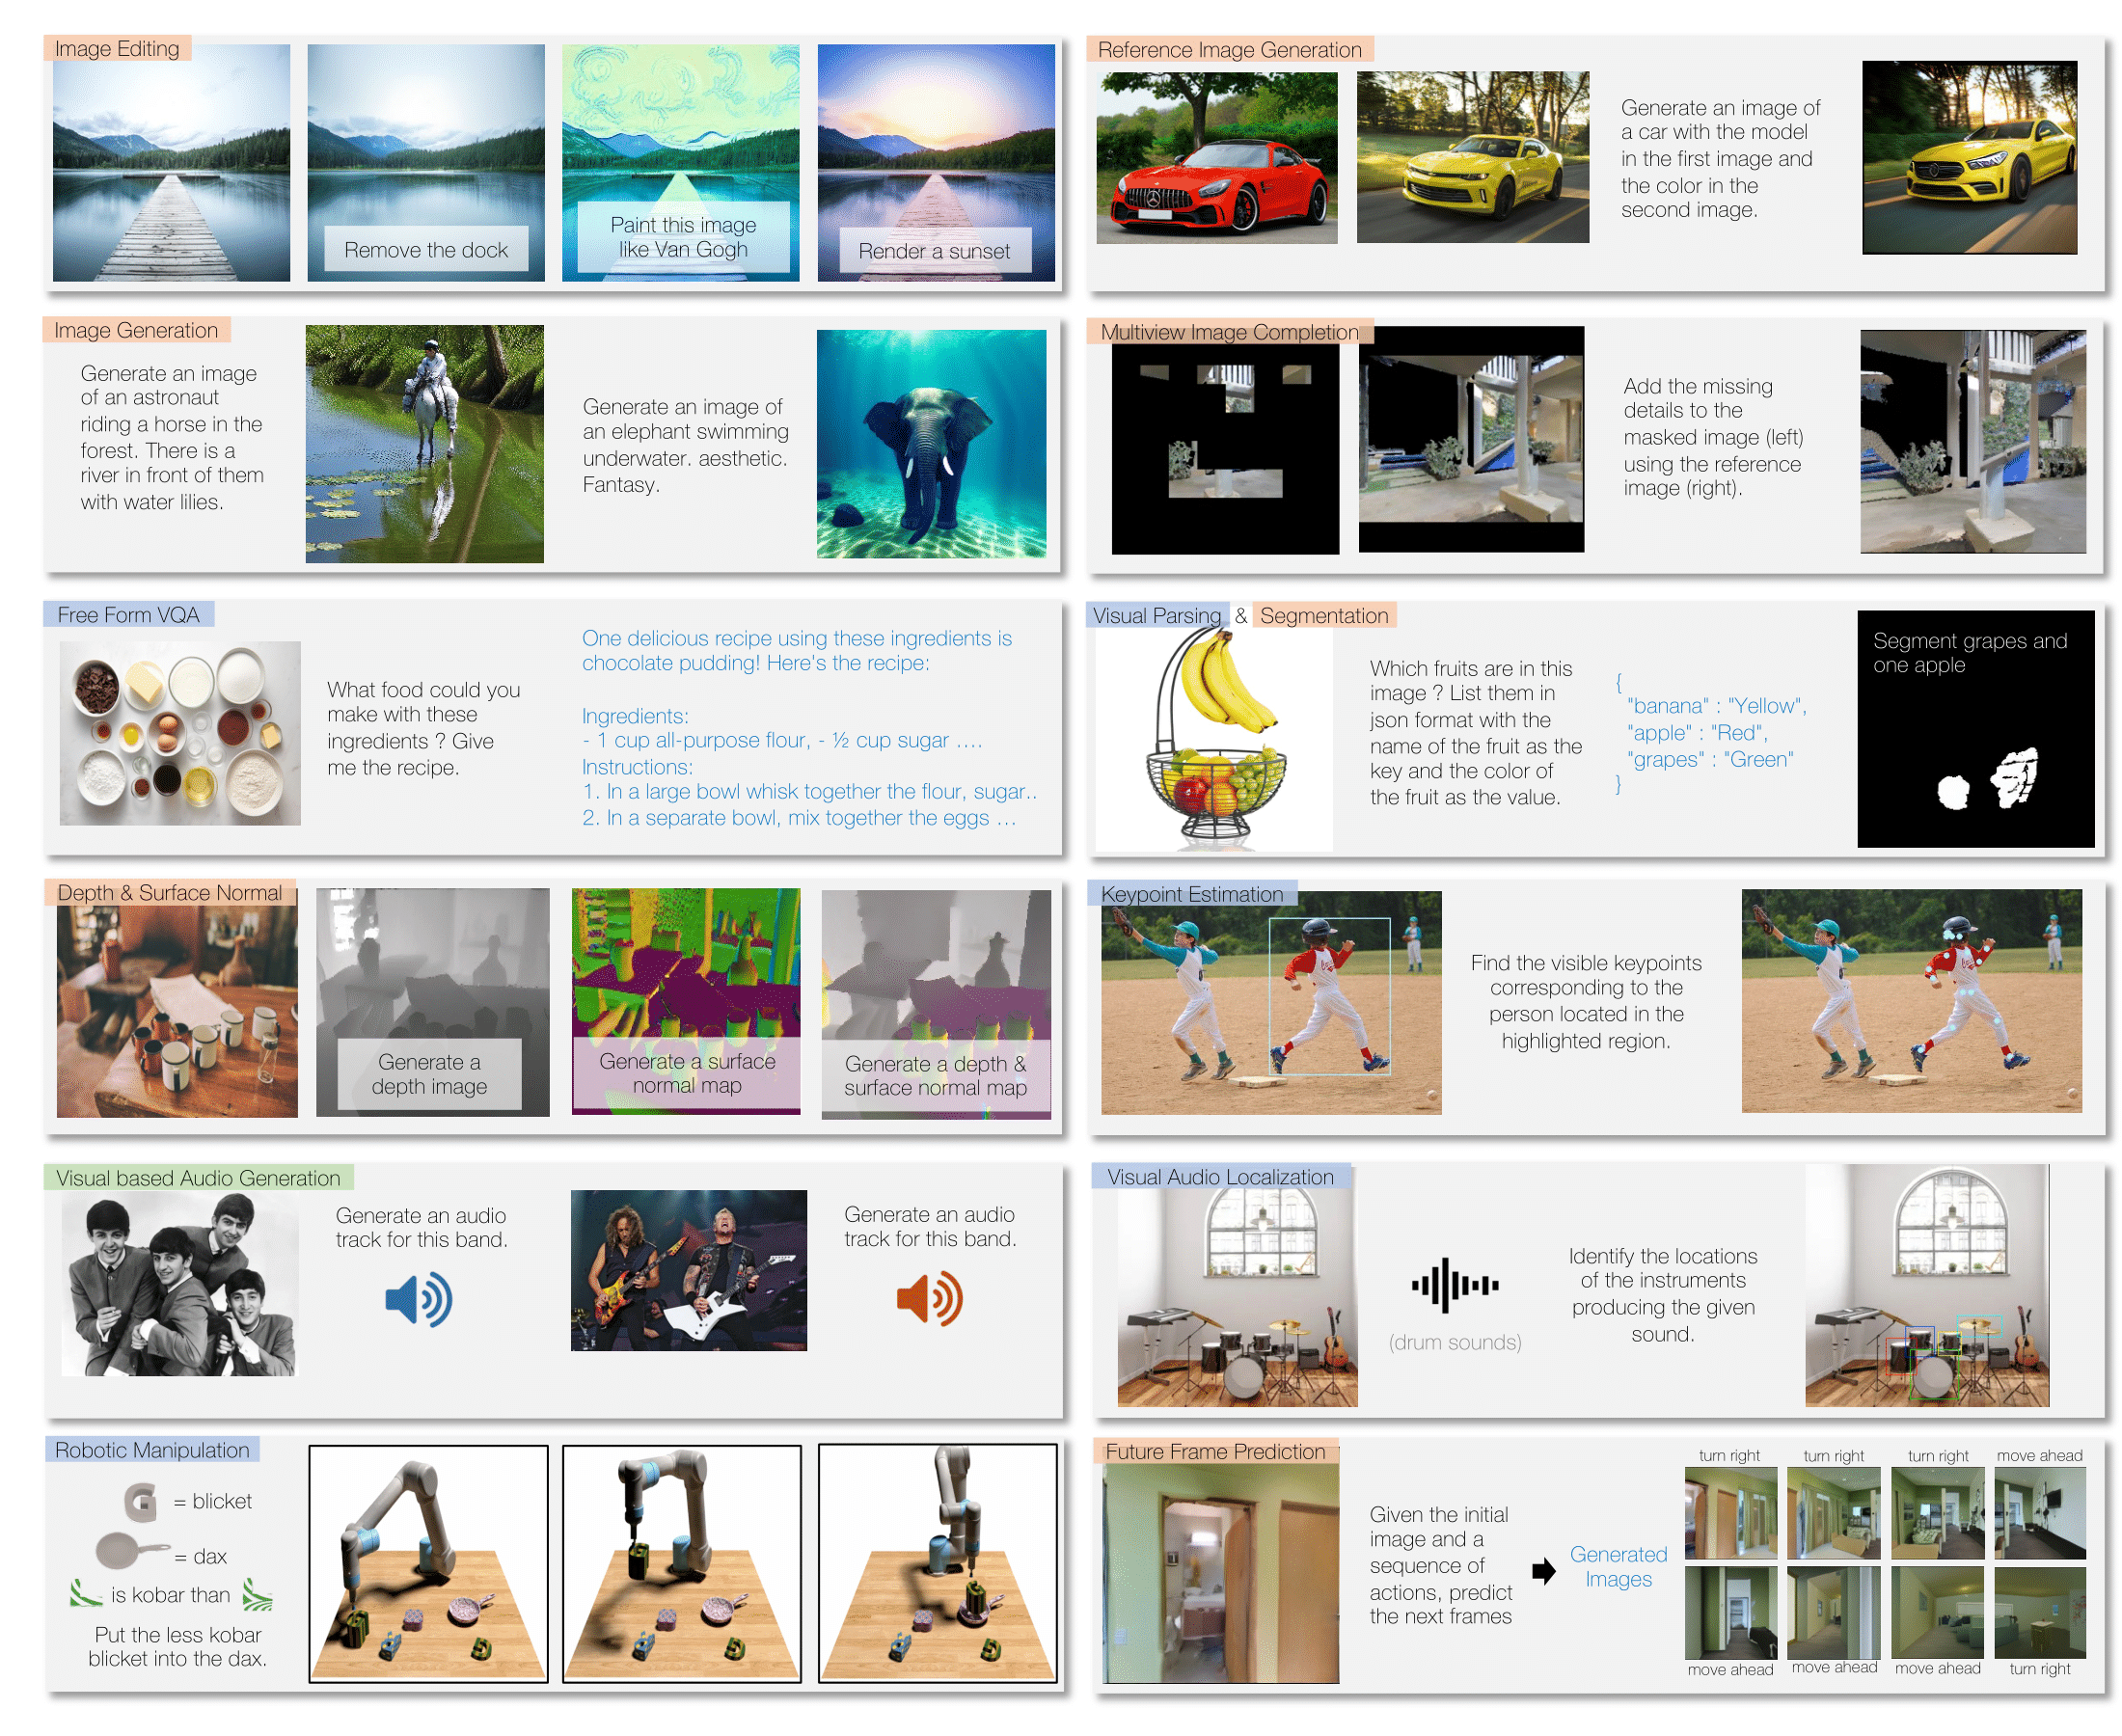 Image Editing
Remove the dock
Paint this image
like Van Gogh
Render a sunset
Reference Image Generation
Generate an image of
a car with the model
in the first image and
the color in the
second image.
Image Generation
Generate an image
of an astronaut
riding a horse in the
forest. There is a
river in front of them
with water lilies.
Generate an image of
an elephant swimming
underwater. aesthetic.
Fantasy.
Multiview Image Completion
Add the missing
details to the
masked image (left)
using the reference
image (right).
Free Form VQA
What food could you
make with these
ingredients ? Give
me the recipe.
One delicious recipe using these ingredients is
chocolate pudding! Here's the recipe:
Ingredients:
- 1 cup all-purpose flour, - ½ cup sugar ....
Instructions:
1. In a large bowl whisk together the flour, sugar..
2. In a separate bowl, mix together the eggs ...
Visual Parsing & Segmentation
Which fruits are in this
image ? List them in
json format with the
name of the fruit as the
key and the color of
the fruit as the value.
{
"banana" : "Yellow",
"apple" : "Red",
"grapes" : "Green"
}
Segment grapes and
one apple
Depth & Surface Normal
Generate a
depth image
Generate a surface
normal map
Generate a depth &
surface normal map
Keypoint Estimation
Find the visible keypoints
corresponding to the
person located in the
highlighted region.
Visual based Audio Generation
Generate an audio
track for this band.
Generate an audio
track for this band.
Visual Audio Localization
(drum sounds)
Identify the locations
of the instruments
producing the given
sound.
Robotic Manipulation
= blicket
= dax
is kobar than
Put the less kobar
blicket into the dax.
Future Frame Prediction
Given the initial
image and a
sequence of
actions, predict
the next frames
Generated
Images
turn right turn right turn right move ahead
move ahead move ahead move ahead turn right